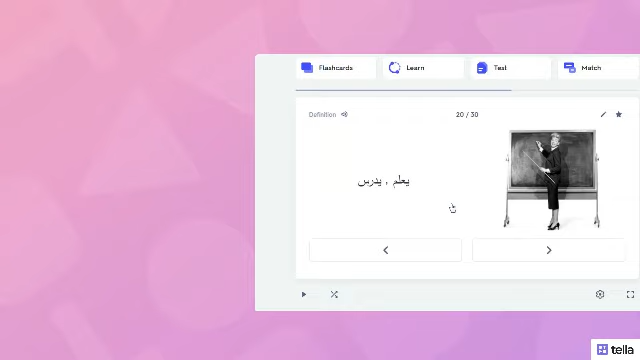 Flashcards
Learn
Test
Match
Definition
20 / 30
يعلم , يدرس
tella